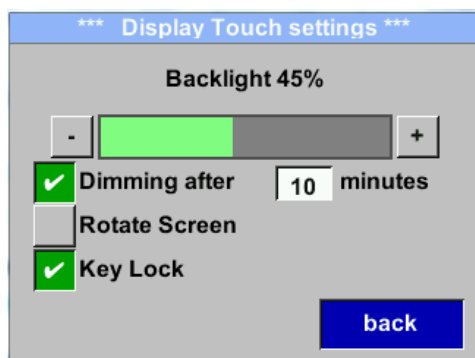 *** Display Touch settings ***
Backlight 45%
- +
Dimming after 10 minutes
Rotate Screen
Key Lock
back